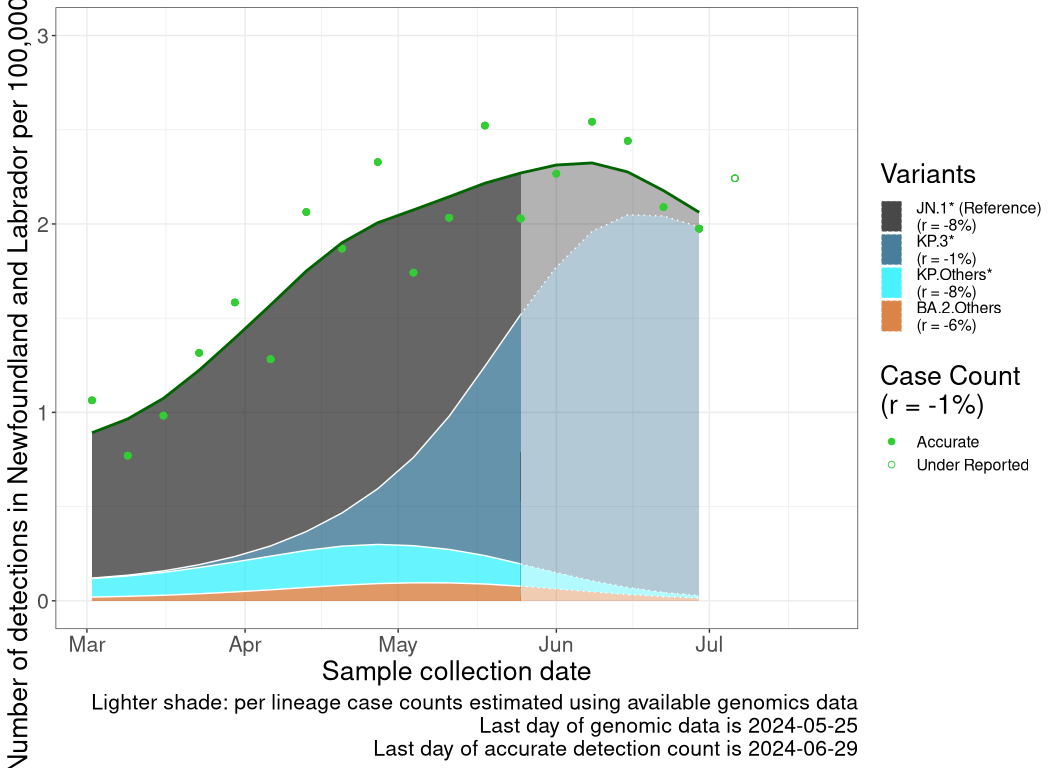 Number of detections in Newfoundland and Labrador per 100,000
3
2
1
0
Mar Apr May Jun Jul
Sample collection date
Variants
JN.1* (Reference)
(r = -8%)
KP.3*
(r = -1%)
KP.Others*
(r = -8%)
BA.2.Others
(r = -6%)
Case Count
(r = -1%)
Accurate
Under Reported
Lighter shade: per lineage case counts estimated using available genomics data
Last day of genomic data is 2024-05-25
Last day of accurate detection count is 2024-06-29